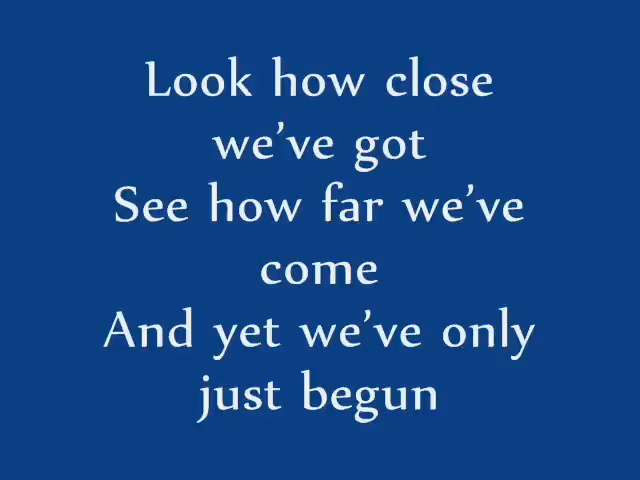 Look how close
we’ve got
See how far we’ve
come
And yet we’ve only
just begun